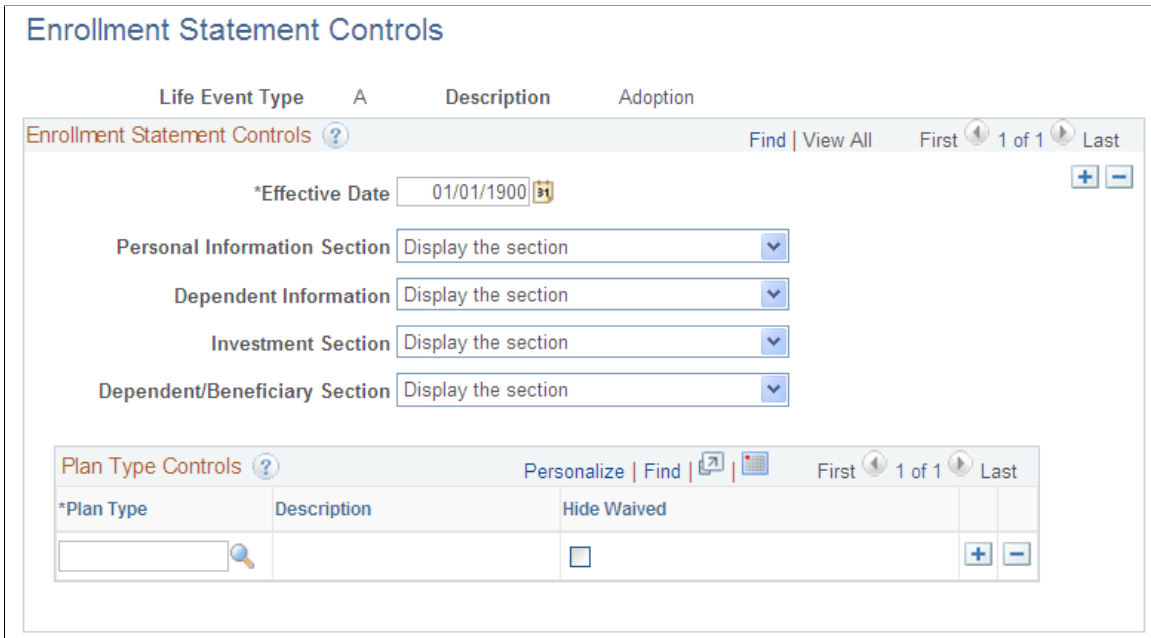 Enrollment Statement Controls
Life Event Type A Description Adoption
Enrollment Statement Controls ? Find | View All First 1 of 1 Last
*Effective Date 01/01/1900 31
Personal Information Section Display the section
Dependent Information Display the section
Investment Section Display the section
Dependent/Beneficiary Section Display the section
Plan Type Controls ? Personalize | Find | | First 1 of 1 Last
*Plan Type Description Hide Waived